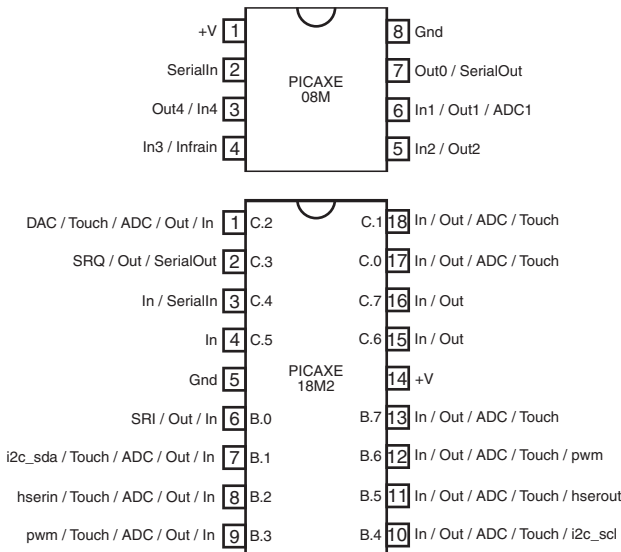 +V 1 8 Gnd
SerialIn 2 7 Out0 / SerialOut
PICAXE
08M
Out4 / In4 3 6 In1 / Out1 / ADC1
In3 / Infrain 4 5 In2 / Out2
DAC / Touch / ADC / Out / In 1 C.2 C.1 18 In / Out / ADC / Touch
SRQ / Out / SerialOut 2 C.3 C.0 17 In / Out / ADC / Touch
In / SerialIn 3 C.4 C.7 16 In / Out
In 4 C.5 C.6 15 In / Out
PICAXE
18M2
Gnd 5 14 +V
SRI / Out / In 6 B.0 B.7 13 In / Out / ADC / Touch
i2c_sda / Touch / ADC / Out / In 7 B.1 B.6 12 In / Out / ADC / Touch / pwm
hserin / Touch / ADC / Out / In 8 B.2 B.5 11 In / Out / ADC / Touch / hserout
pwm / Touch / ADC / Out / In 9 B.3 B.4 10 In / Out / ADC / Touch / i2c_scl